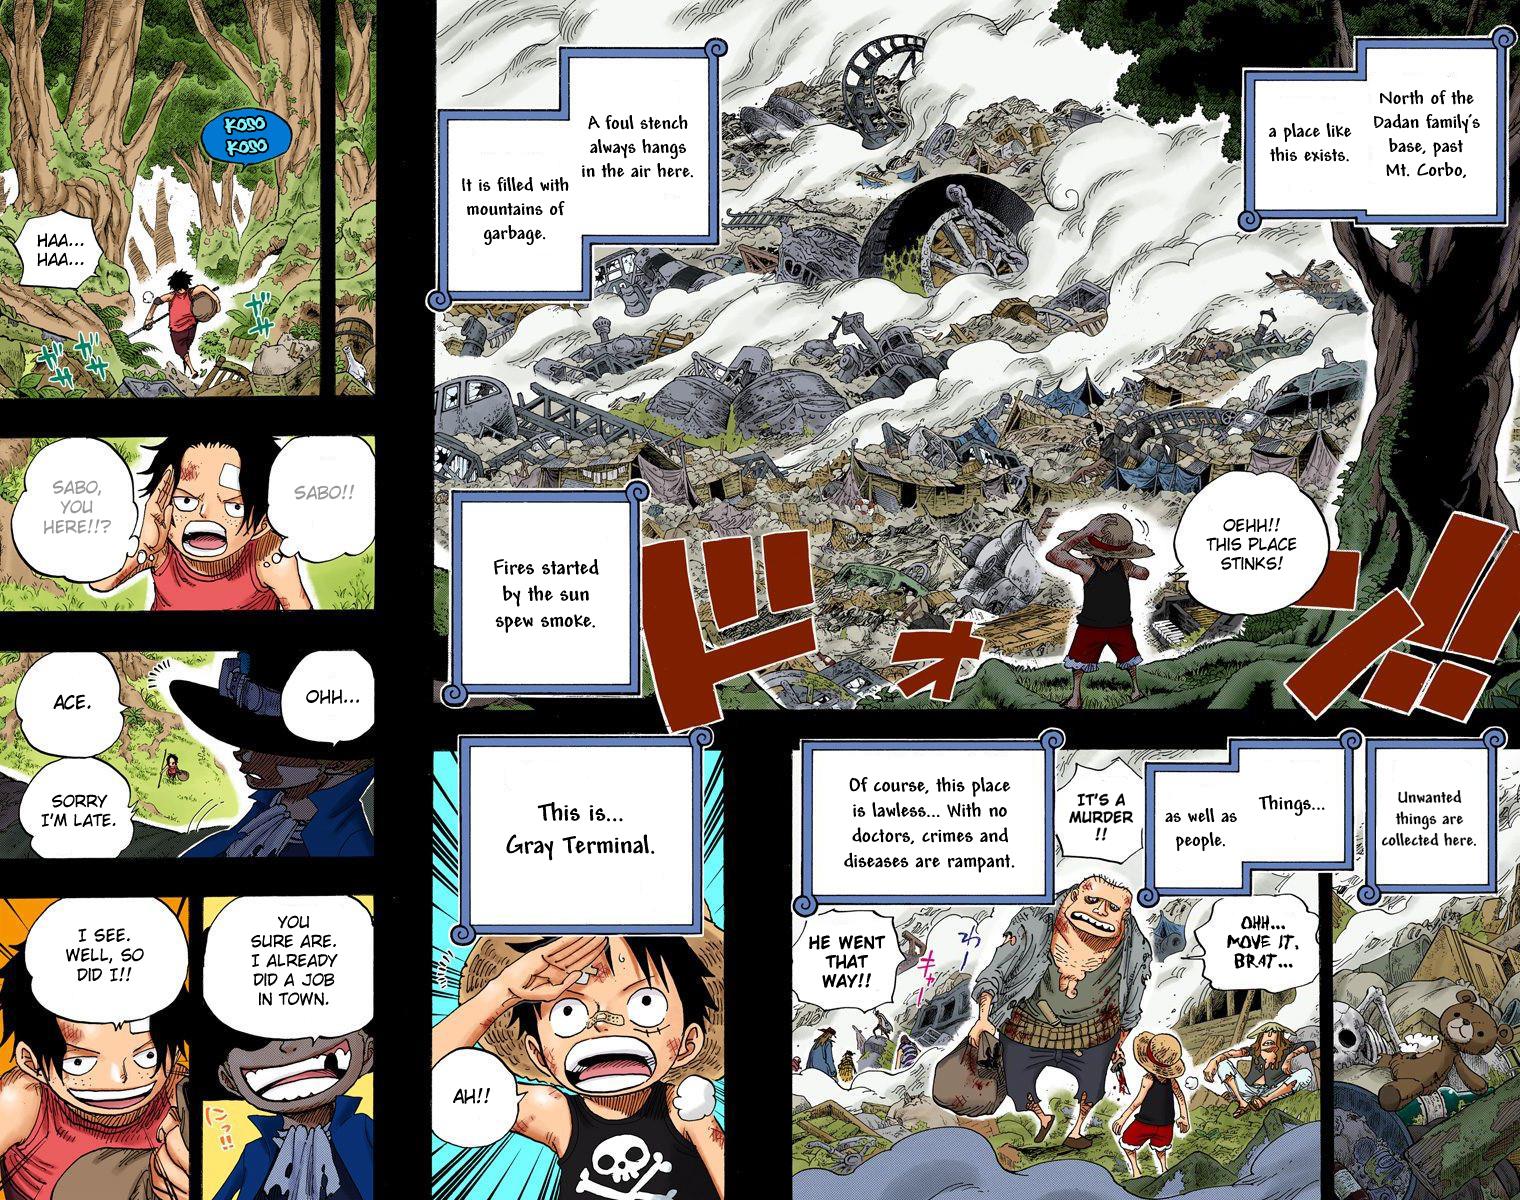 North of the
Dadan family's
base, past
Mt. Corbo,
a place like
this exists.
A foul stench
always hangs
in the air here.
It is filled with
mountains of
garbage.
OEHH!!
THIS PLACE
STINKS!
Fires started
by the sun
spew smoke.
ドォン!!
Unwanted
things are
collected here.
Things...
as well as
people.
OHH...
MOVE IT,
BRAT...
IT'S A
MURDER
!!
Of course, this place
is lawless... With no
doctors, crimes and
diseases are rampant.
HE WENT
THAT
WAY!!
キャー
This is...
Gray Terminal.
AH!!
KOSO
KOSO
HAA...
HAA...
SABO!!
SABO,
YOU
HERE!!?
OHH...
ACE.
SORRY
I'M LATE.
YOU
SURE ARE.
I ALREADY
DID A JOB
IN TOWN.
にっ!!
I SEE.
WELL, SO
DID I!!